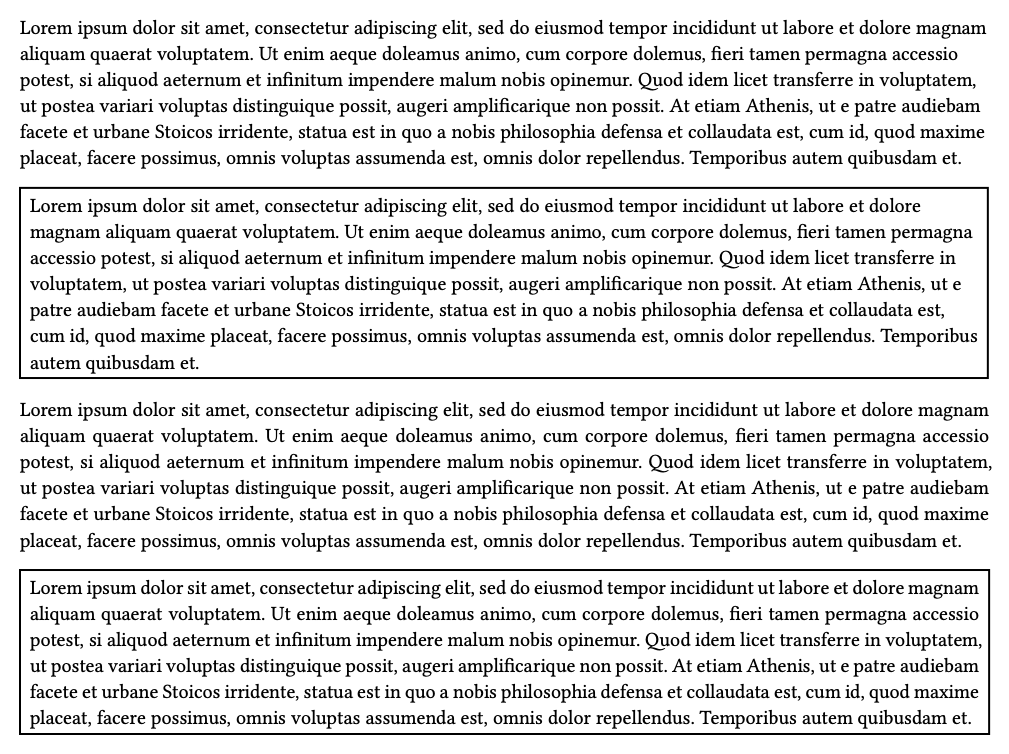 Lorem ipsum dolor sit amet, consectetur adipiscing elit, sed do eiusmod tempor incididunt ut labore et dolore magnam
aliquam quaerat voluptatem. Ut enim aeque doleamus animo, cum corpore dolemus, fieri tamen permagna accessio
potest, si aliquod aeternum et infinitum impendere malum nobis opinemur. Quod idem licet transferre in voluptatem,
ut postea variari voluptas distinguique possit, augeri amplificarique non possit. At etiam Athenis, ut e patre audiebam
facete et urbane Stoicos irridente, statua est in quo a nobis philosophia defensa et collaudata est, cum id, quod maxime
placeat, facere possimus, omnis voluptas assumenda est, omnis dolor repellendus. Temporibus autem quibusdam et.
Lorem ipsum dolor sit amet, consectetur adipiscing elit, sed do eiusmod tempor incididunt ut labore et dolore
magnam aliquam quaerat voluptatem. Ut enim aeque doleamus animo, cum corpore dolemus, fieri tamen permagna
accessio potest, si aliquod aeternum et infinitum impendere malum nobis opinemur. Quod idem licet transferre in
voluptatem, ut postea variari voluptas distinguique possit, augeri amplificarique non possit. At etiam Athenis, ut e
patre audiebam facete et urbane Stoicos irridente, statua est in quo a nobis philosophia defensa et collaudata est,
cum id, quod maxime placeat, facere possimus, omnis voluptas assumenda est, omnis dolor repellendus. Temporibus
autem quibusdam et.
Lorem ipsum dolor sit amet, consectetur adipiscing elit, sed do eiusmod tempor incididunt ut labore et dolore magnam
aliquam quaerat voluptatem. Ut enim aeque doleamus animo, cum corpore dolemus, fieri tamen permagna accessio
potest, si aliquod aeternum et infinitum impendere malum nobis opinemur. Quod idem licet transferre in voluptatem,
ut postea variari voluptas distinguique possit, augeri amplificarique non possit. At etiam Athenis, ut e patre audiebam
facete et urbane Stoicos irridente, statua est in quo a nobis philosophia defensa et collaudata est, cum id, quod maxime
placeat, facere possimus, omnis voluptas assumenda est, omnis dolor repellendus. Temporibus autem quibusdam et.
Lorem ipsum dolor sit amet, consectetur adipiscing elit, sed do eiusmod tempor incididunt ut labore et dolore magnam
aliquam quaerat voluptatem. Ut enim aeque doleamus animo, cum corpore dolemus, fieri tamen permagna accessio
potest, si aliquod aeternum et infinitum impendere malum nobis opinemur. Quod idem licet transferre in voluptatem,
ut postea variari voluptas distinguique possit, augeri amplificarique non possit. At etiam Athenis, ut e patre audiebam
facete et urbane Stoicos irridente, statua est in quo a nobis philosophia defensa et collaudata est, cum id, quod maxime
placeat, facere possimus, omnis voluptas assumenda est, omnis dolor repellendus. Temporibus autem quibusdam et.